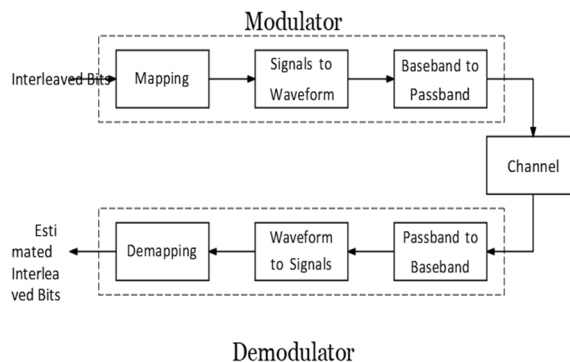 Modulator
Interleaved Bits
Mapping
Signals to
Waveform
Baseband to
Passband
Channel
Esti
mated
Interlea
ved Bits
Demapping
Waveform
to Signals
Passband to
Baseband
Demodulator